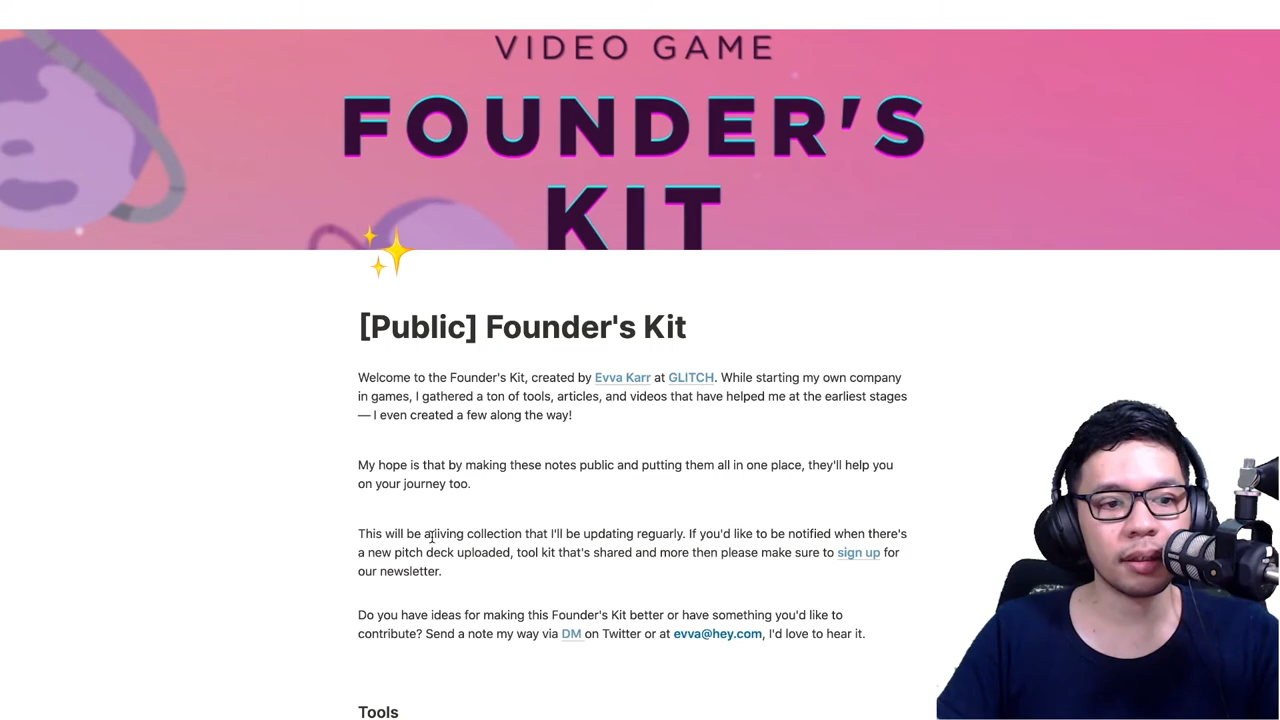 VIDEO GAME
FOUNDER'S
KIT
[Public] Founder's Kit
Welcome to the Founder's Kit, created by Evva Karr at GLITCH. While starting my own company
in games, I gathered a ton of tools, articles, and videos that have helped me at the earliest stages
— I even created a few along the way!
My hope is that by making these notes public and putting them all in one place, they'll help you
on your journey too.
This will be a living collection that I'll be updating reguarly. If you'd like to be notified when there's
a new pitch deck uploaded, tool kit that's shared and more then please make sure to sign up for
our newsletter.
Do you have ideas for making this Founder's Kit better or have something you'd like to
contribute? Send a note my way via DM on Twitter or at evva@hey.com, I'd love to hear it.
Tools